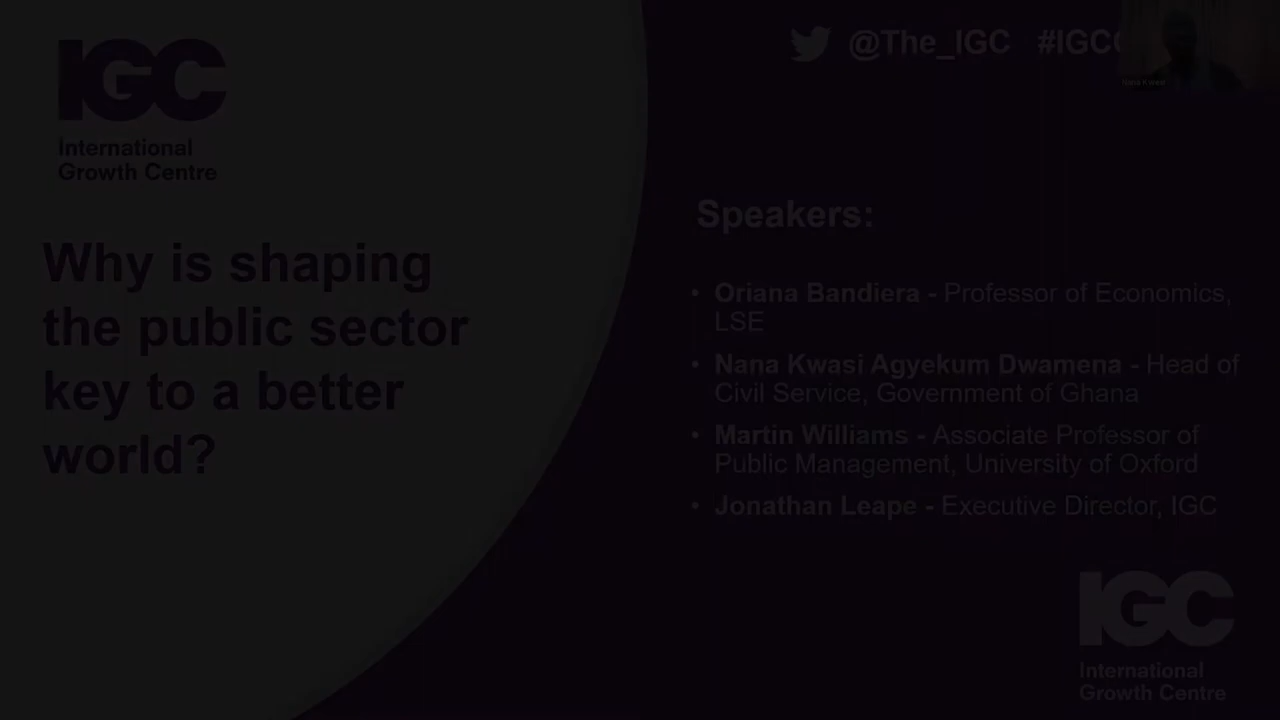 IGC
International
Growth Centre
Why is shaping
the public sector
key to a better
world?
@The_IGC #IGC
Speakers:
• Oriana Bandiera - Professor of Economics,
LSE
• Nana Kwasi Agyekum Dwamena - Head of
Civil Service, Government of Ghana
• Martin Williams - Associate Professor of
Public Management, University of Oxford
• Jonathan Leape - Executive Director, IGC
IGC
International
Growth Centre